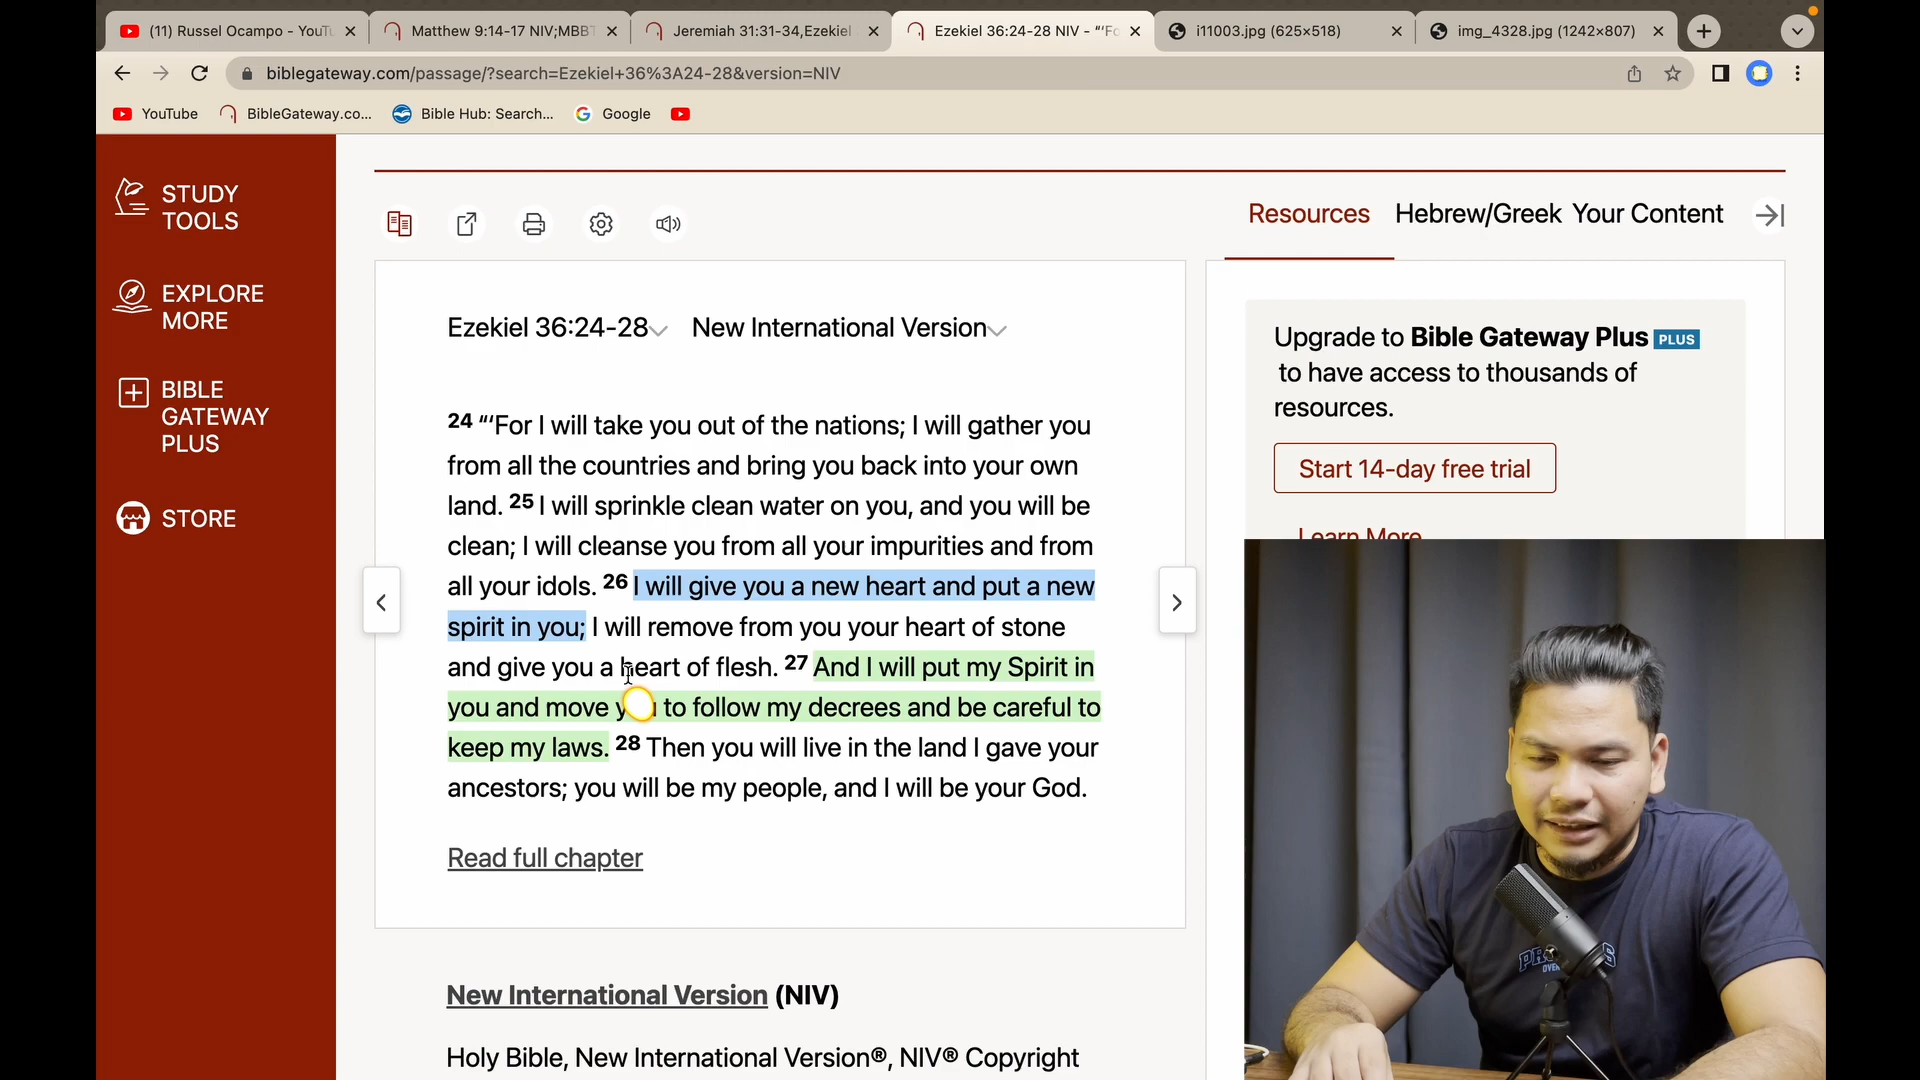 (11) Russel Ocampo - YouTu
Matthew 9:14-17 NIV;MBBT
Jeremiah 31:31-34,Ezekiel
Ezekiel 36:24-28 NIV - “‘Fo
i11003.jpg (625×518)
img_4328.jpg (1242×807)
biblegateway.com/passage/?search=Ezekiel+36%3A24-28&version=NIV
YouTube
BibleGateway.co...
Bible Hub: Search...
Google
STUDY
TOOLS
EXPLORE
MORE
BIBLE
GATEWAY
PLUS
STORE
Resources
Hebrew/Greek
Your Content
Ezekiel 36:24-28
New International Version
24 “‘For I will take you out of the nations; I will gather you
from all the countries and bring you back into your own
land. 25 I will sprinkle clean water on you, and you will be
clean; I will cleanse you from all your impurities and from
all your idols. 26 I will give you a new heart and put a new
spirit in you; I will remove from you your heart of stone
and give you a heart of flesh. 27 And I will put my Spirit in
you and move you to follow my decrees and be careful to
keep my laws. 28 Then you will live in the land I gave your
ancestors; you will be my people, and I will be your God.
Read full chapter
New International Version (NIV)
Holy Bible, New International Version®, NIV® Copyright
Upgrade to Bible Gateway Plus PLUS
to have access to thousands of
resources.
Start 14-day free trial
Learn More